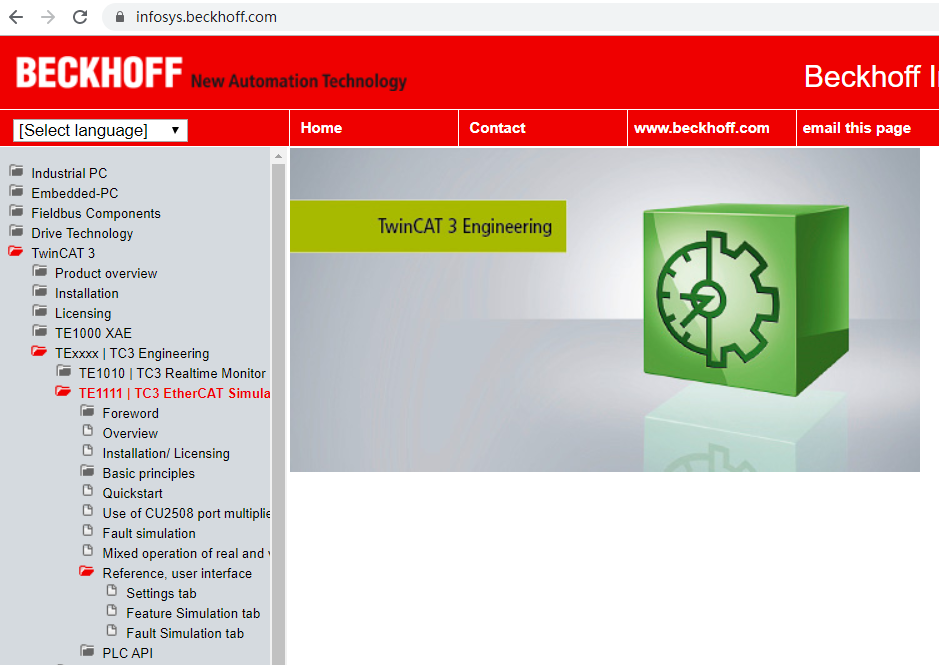 infosys.beckhoff.com
BECKHOFF New Automation Technology
Beckhoff
[Select language]
Home
Contact
www.beckhoff.com
email this page
Industrial PC
Embedded-PC
Fieldbus Components
Drive Technology
TwinCAT 3
Product overview
Installation
Licensing
TE1000 XAE
TExxxx | TC3 Engineering
TE1010 | TC3 Realtime Monitor
TE1111 | TC3 EtherCAT Simula
Foreword
Overview
Installation/ Licensing
Basic principles
Quickstart
Use of CU2508 port multiplie
Fault simulation
Mixed operation of real and
Reference, user interface
Settings tab
Feature Simulation tab
Fault Simulation tab
PLC API
TwinCAT 3 Engineering